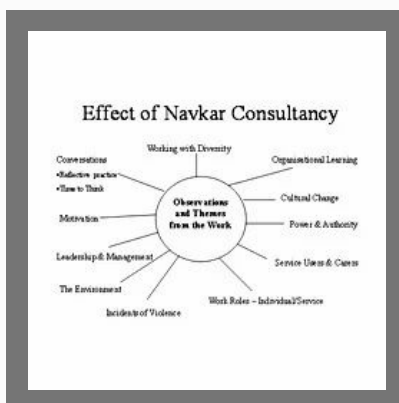 Effect of Navkar Consultancy
Working with Diversity
Conversations
•Reflective practice
•Time to Think
Organisational Learning
Cultural Change
Observations
and Themes
from the Work
Motivation
Power & Authority
Leadership & Management
Service Users & Carers
The Environment
Work Roles – Individual/Service
Incidents of Violence